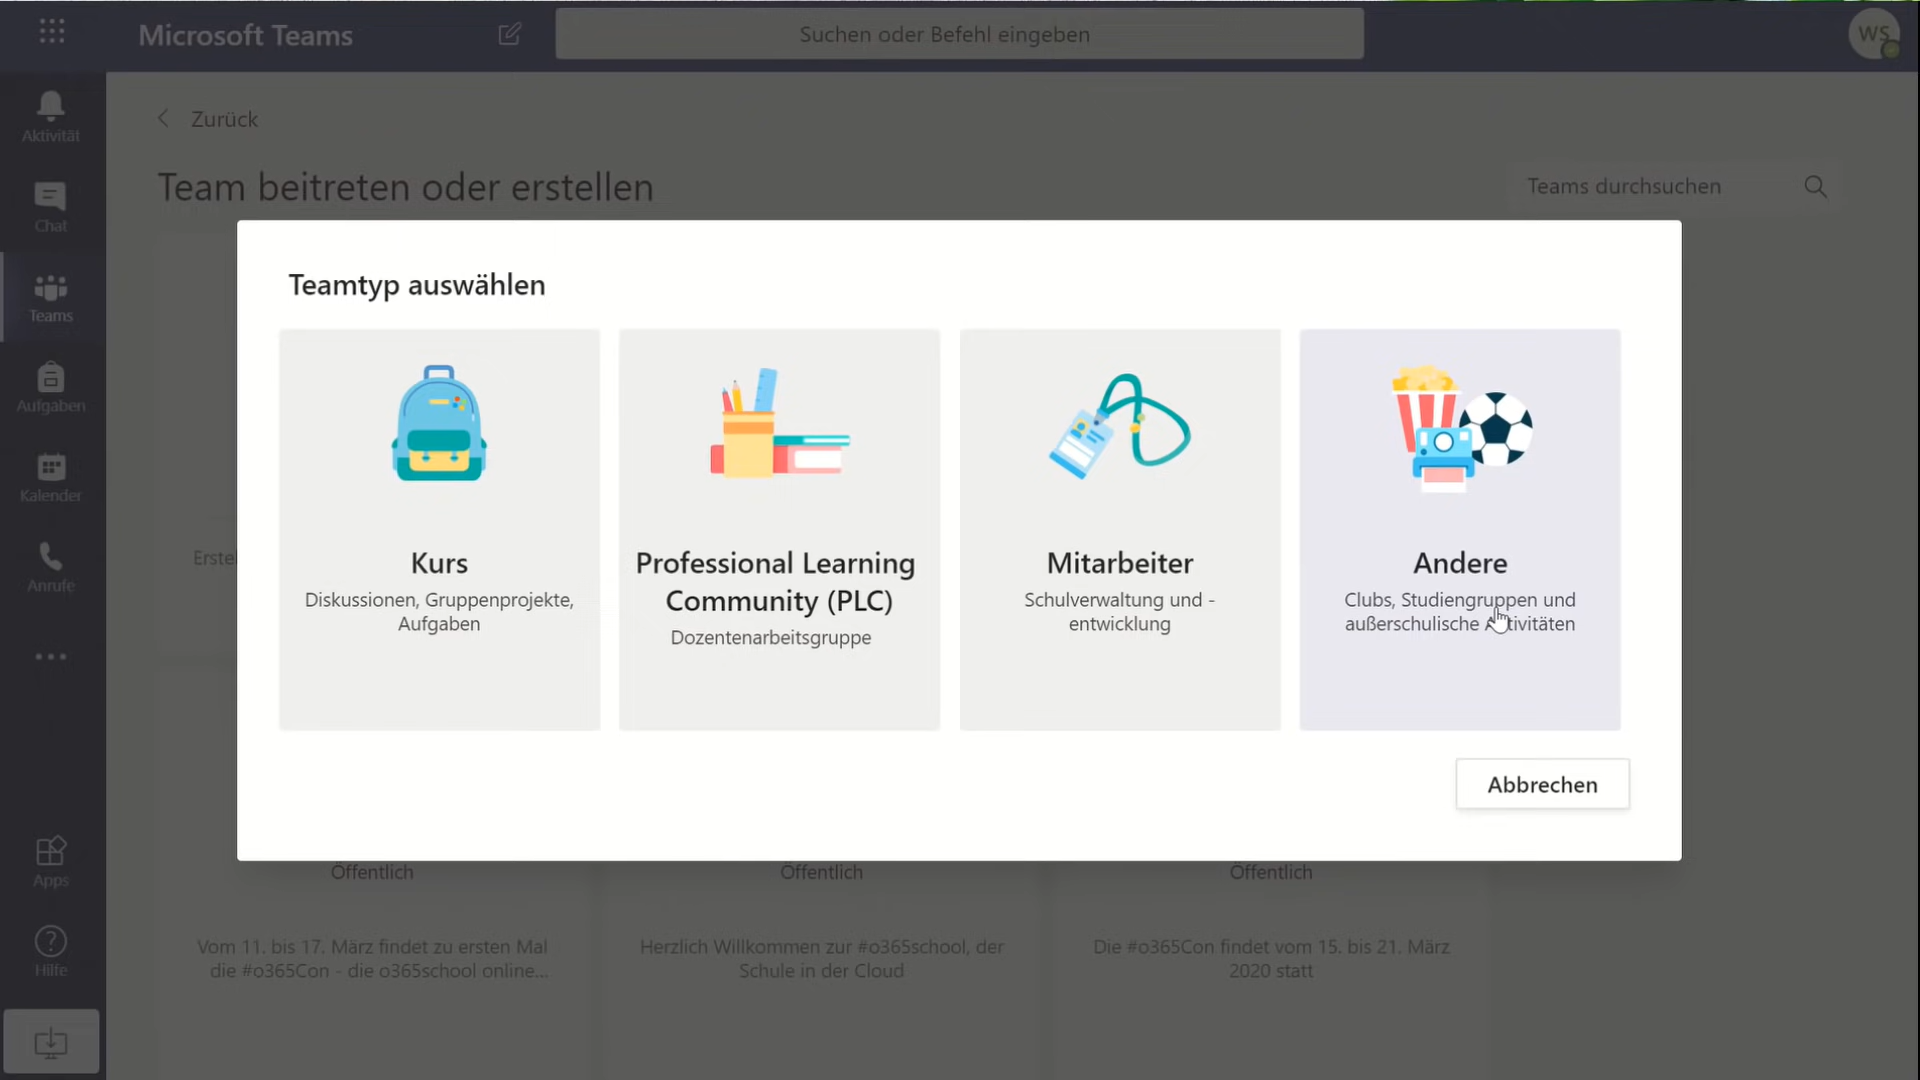 Microsoft Teams
Suchen oder Befehl eingeben
WS
Aktivität
Chat
Teams
Aufgaben
Kalender
Anrufe
Apps
Hilfe
Zurück
Team beitreten oder erstellen
Teams durchsuchen
Teamtyp auswählen
Kurs
Diskussionen, Gruppenprojekte,
Aufgaben
Professional Learning
Community (PLC)
Dozentenarbeitsgruppe
Mitarbeiter
Schulverwaltung und -
entwicklung
Andere
Clubs, Studiengruppen und
außerschulische Aktivitäten
Abbrechen
Öffentlich
Vom 11. bis 17. März findet zu ersten Mal
die #o365Con - die o365school online...
Öffentlich
Herzlich Willkommen zur #o365school, der
Schule in der Cloud
Öffentlich
Die #o365Con findet vom 15. bis 21. März
2020 statt